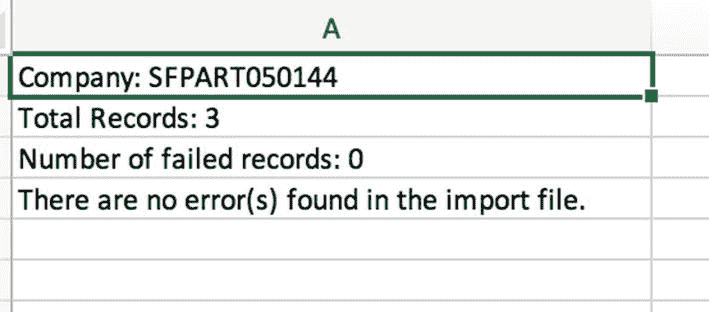 A
Company: SFPART050144
Total Records: 3
Number of failed records: 0
There are no error(s) found in the import file.